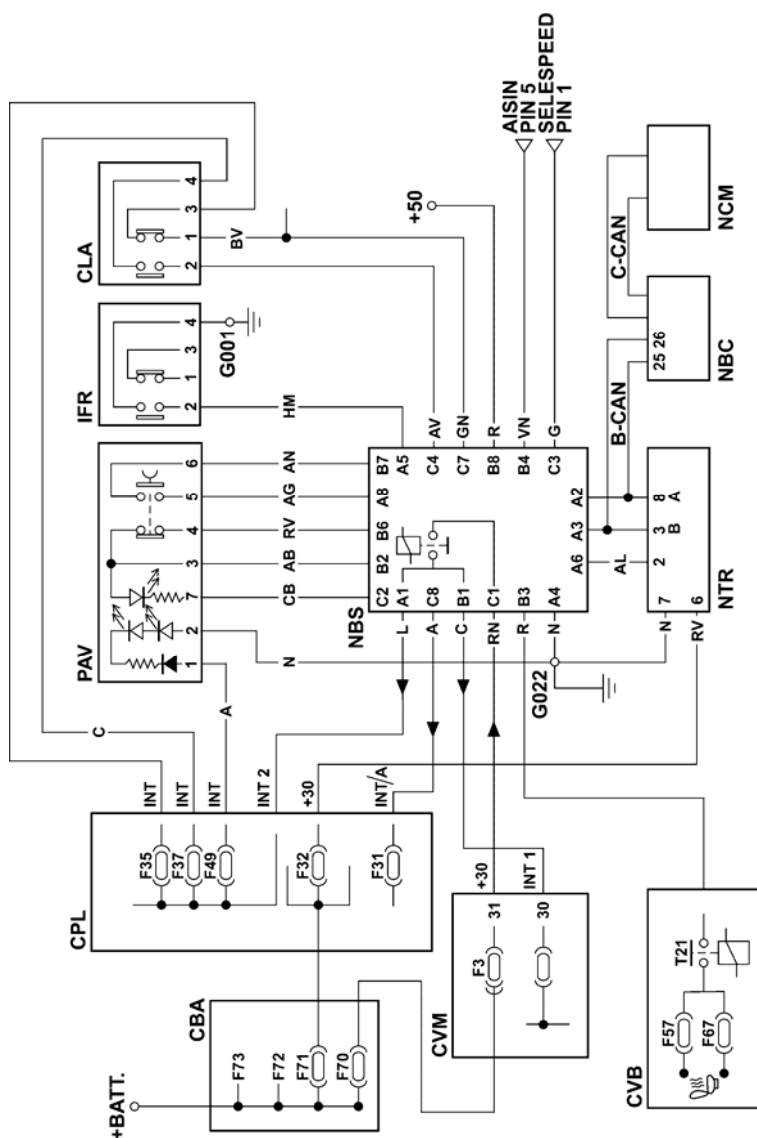 CLA
4
3
1
2
BV
+50
AISIN
PIN 5
SELESPEED
PIN 1
NCM
C-CAN
IFR
4
3
1
2
G001
HM
AV
GN
R
VN
G
25 26
NBC
B-CAN
PAV
6
5
4
3
7
2
1
AN
AG
RV
AB
CB
N
A
B7
A5
C4
C7
B8
B4
C3
A8
B6
B2
C2
A2
A3
A6
NBS
A1
C8
B1
C1
B3
A4
L
A
C
RN
R
N
AL
8
A
3
B
2
7
6
NTR
N
RV
G022
C
INT
INT
INT
INT 2
+30
INT/A
CPL
F35
F37
F49
F32
F31
+30
INT 1
31
30
F3
CVM
CBA
F73
F72
F71
F70
+BATT.
T21
F57
F67
CVB